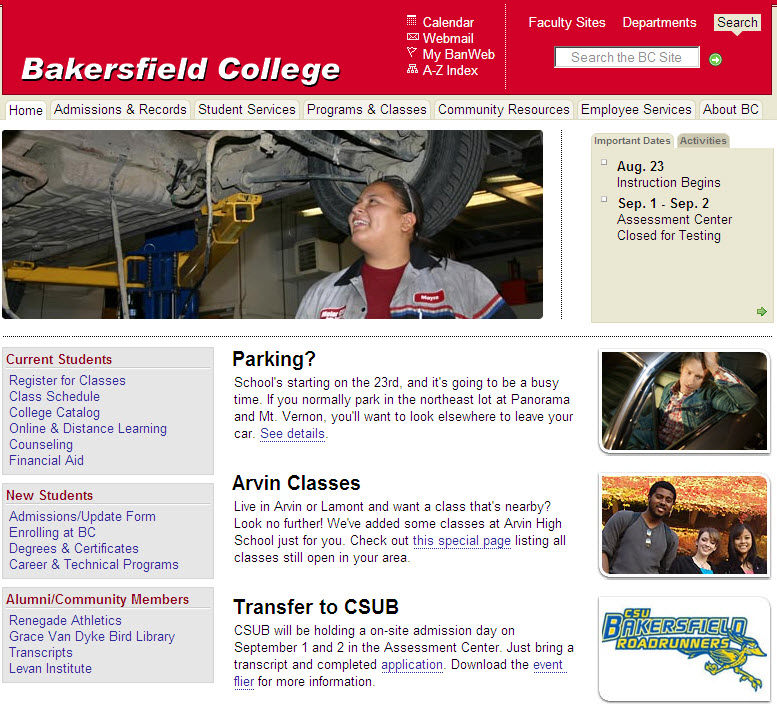 Calendar
Webmail
My BanWeb
A-Z Index
Faculty Sites
Departments
Search
Search the BC Site
Bakersfield College
Home
Admissions & Records
Student Services
Programs & Classes
Community Resources
Employee Services
About BC
Important Dates
Activities
Aug. 23
Instruction Begins
Sep. 1 - Sep. 2
Assessment Center
Closed for Testing
Current Students
Register for Classes
Class Schedule
College Catalog
Online & Distance Learning
Counseling
Financial Aid
New Students
Admissions/Update Form
Enrolling at BC
Degrees & Certificates
Career & Technical Programs
Alumni/Community Members
Renegade Athletics
Grace Van Dyke Bird Library
Transcripts
Levan Institute
Parking?
School's starting on the 23rd, and it's going to be a busy
time. If you normally park in the northeast lot at Panorama
and Mt. Vernon, you'll want to look elsewhere to leave your
car. See details.
Arvin Classes
Live in Arvin or Lamont and want a class that's nearby?
Look no further! We've added some classes at Arvin High
School just for you. Check out this special page listing all
classes still open in your area.
Transfer to CSUB
CSUB will be holding a on-site admission day on
September 1 and 2 in the Assessment Center. Just bring a
transcript and completed application. Download the event
flier for more information.
CSU
BAKERSFIELD
ROADRUNNERS